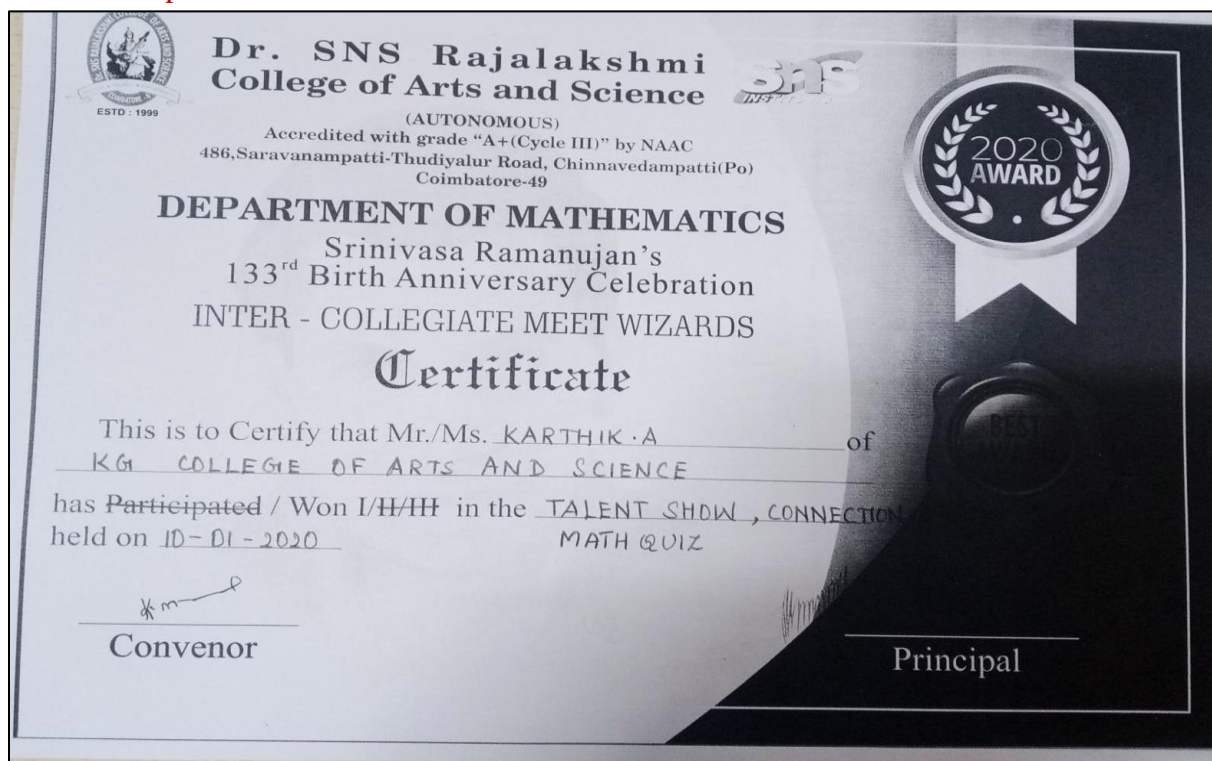 ESTD : 1999
Dr. SNS Rajalakshmi
College of Arts and Science
sns
(AUTONOMOUS)
Accredited with grade "A+(Cycle III)" by NAAC
486,Saravanampatti-Thudiyalur Road, Chinnavedampatti(Po)
Coimbatore-49
2020
AWARD
DEPARTMENT OF MATHEMATICS
Srinivasa Ramanujan's
133rd Birth Anniversary Celebration
INTER - COLLEGIATE MEET WIZARDS
Certificate
BEST
This is to Certify that Mr./Ms. KARTHIK.A of
KG COLLEGE OF ARTS AND SCIENCE
has Participated / Won I/II/III in the TALENT SHOW, CONNECTION
held on 10-01-2020 MATH QUIZ
Convenor
Principal